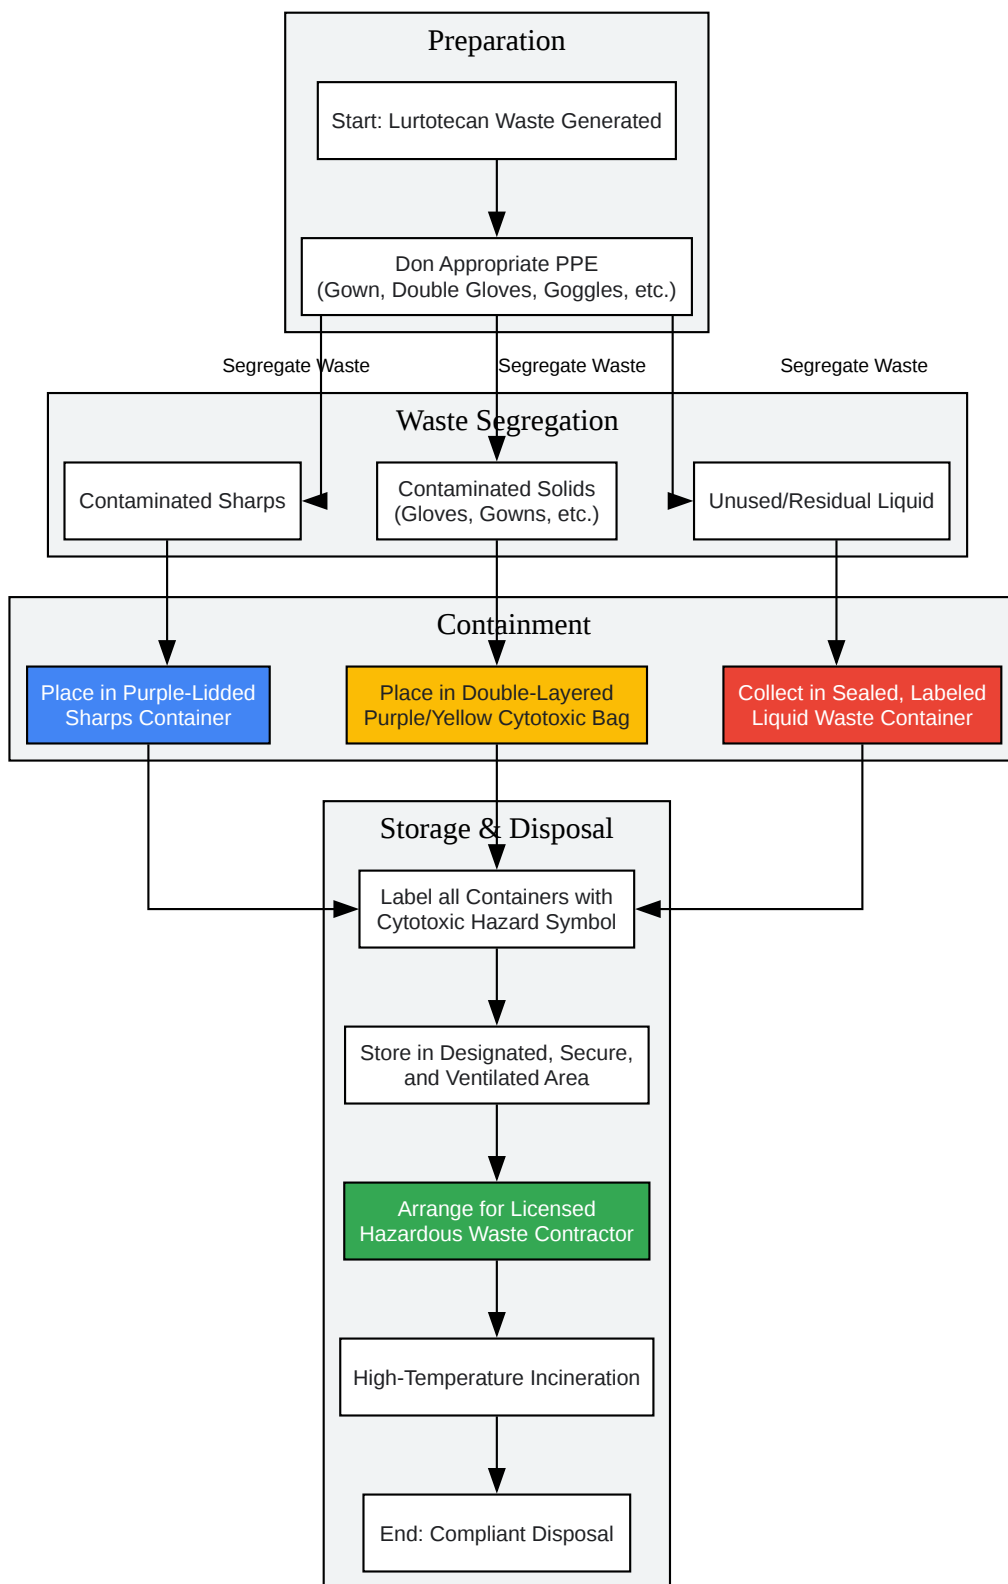 Preparation
Start: Lurtotecan Waste Generated
Don Appropriate PPE
(Gown, Double Gloves, Goggles, etc.)
Segregate Waste
Segregate Waste
Segregate Waste
Waste Segregation
Contaminated Sharps
Contaminated Solids
(Gloves, Gowns, etc.)
Unused/Residual Liquid
Containment
Place in Purple-Lidded
Sharps Container
Place in Double-Layered
Purple/Yellow Cytotoxic Bag
Collect in Sealed, Labeled
Liquid Waste Container
Storage & Disposal
Label all Containers with
Cytotoxic Hazard Symbol
Store in Designated, Secure,
and Ventilated Area
Arrange for Licensed
Hazardous Waste Contractor
High-Temperature Incineration
End: Compliant Disposal